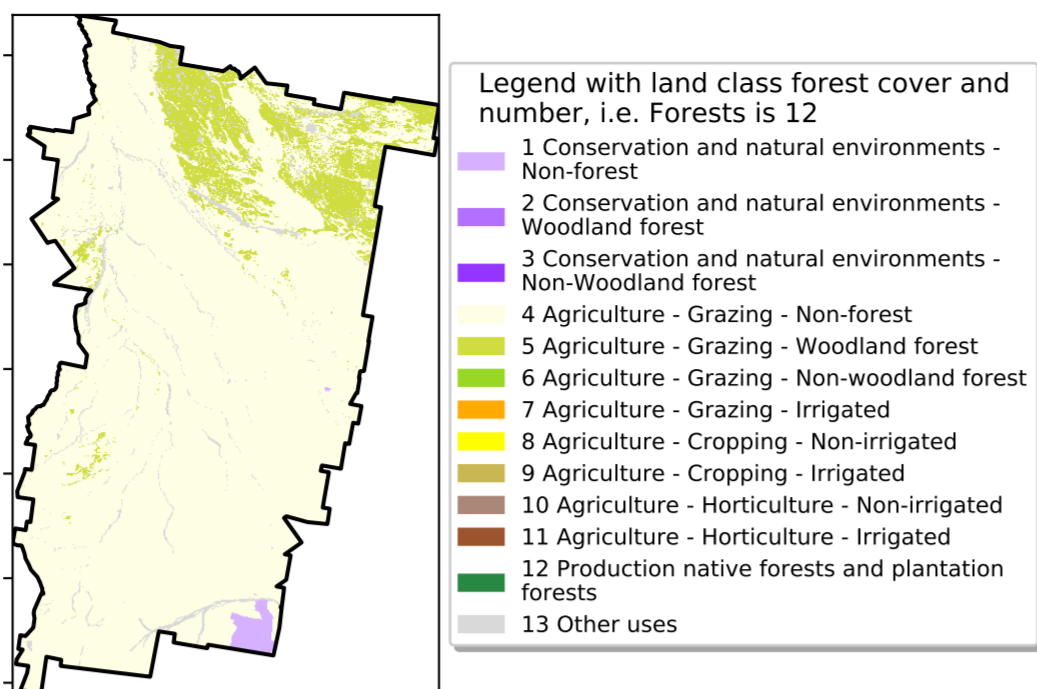 Legend with land class forest cover and
number, i.e. Forests is 12
1 Conservation and natural environments -
Non-forest
2 Conservation and natural environments -
Woodland forest
3 Conservation and natural environments -
Non-Woodland forest
4 Agriculture - Grazing - Non-forest
5 Agriculture - Grazing - Woodland forest
6 Agriculture - Grazing - Non-woodland forest
7 Agriculture - Grazing - Irrigated
8 Agriculture - Cropping - Non-irrigated
9 Agriculture - Cropping - Irrigated
10 Agriculture - Horticulture - Non-irrigated
11 Agriculture - Horticulture - Irrigated
12 Production native forests and plantation
forests
13 Other uses